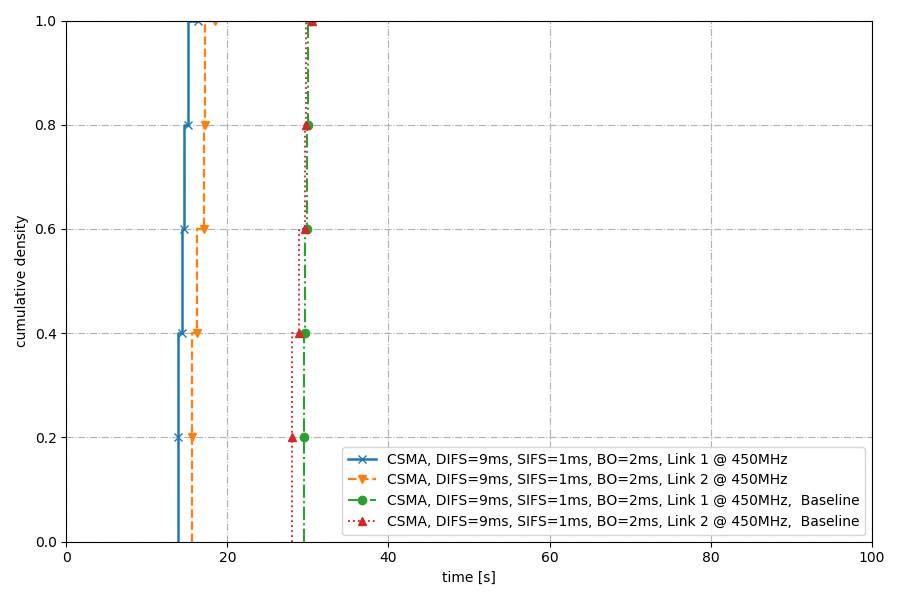 1.0
0.8
0.6
0.4
0.2
0.0
cumulative density
0 20 40 60 80 100
time [s]
CSMA, DIFS=9ms, SIFS=1ms, BO=2ms, Link 1 @ 450MHz
CSMA, DIFS=9ms, SIFS=1ms, BO=2ms, Link 2 @ 450MHz
CSMA, DIFS=9ms, SIFS=1ms, BO=2ms, Link 1 @ 450MHz,  Baseline
CSMA, DIFS=9ms, SIFS=1ms, BO=2ms, Link 2 @ 450MHz,  Baseline